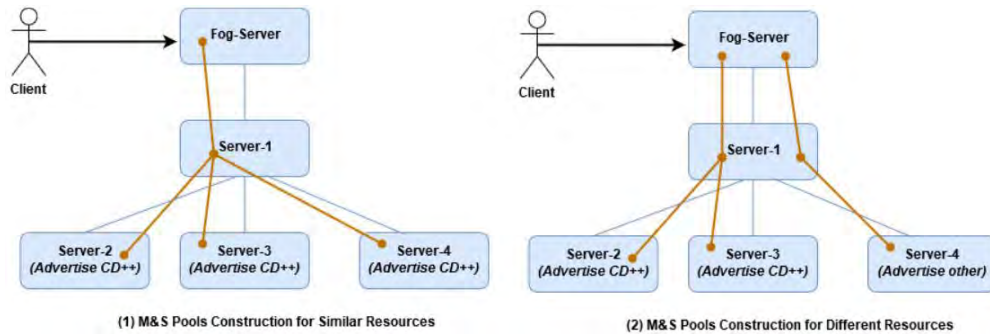 Fog-Server
Client
Server-1
Server-2
(Advertise CD++)
Server-3
(Advertise CD++)
Server-4
(Advertise CD++)
(1) M&S Pools Construction for Similar Resources
Fog-Server
Client
Server-1
Server-2
(Advertise CD++)
Server-3
(Advertise CD++)
Server-4
(Advertise other)
(2) M&S Pools Construction for Different Resources